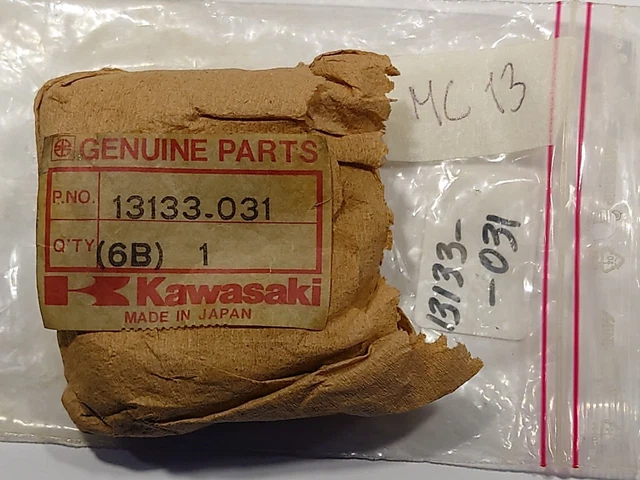 GENUINE PARTS
P.NO. 13133-031
Q'TY (6B) 1
Kawasaki
MADE IN JAPAN
MC 13
13133-
-031